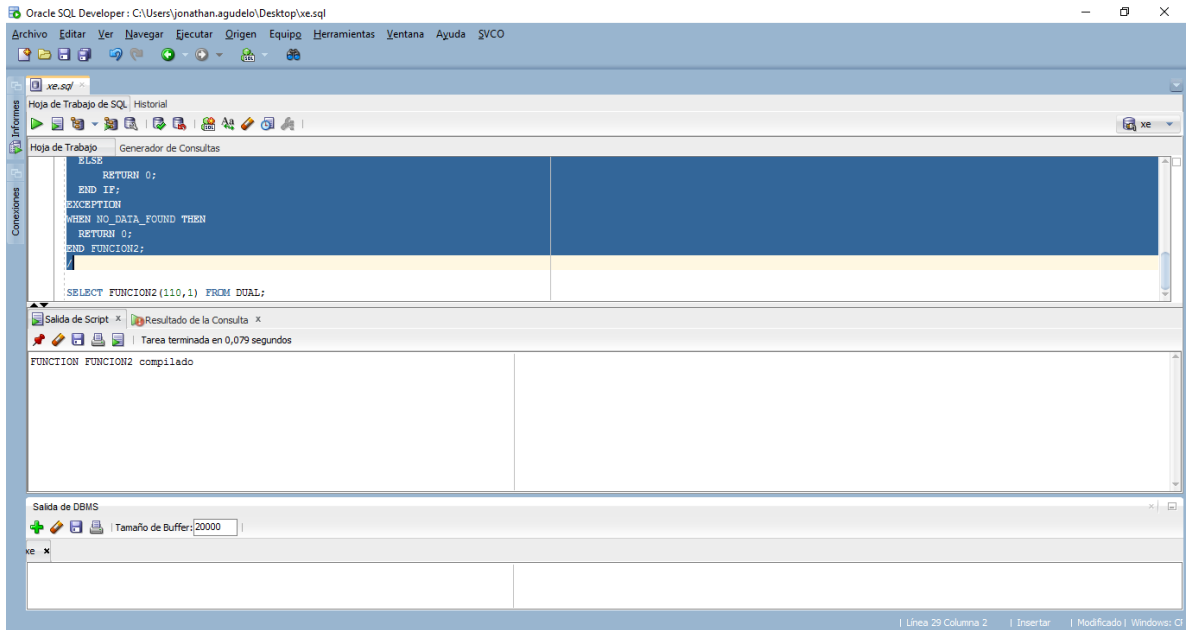 Oracle SQL Developer : C:\Users\jonathan.agudelo\Desktop\xe.sql
Archivo Editar Ver Navegar Ejecutar Origen Equipo Herramientas Ventana Ayuda SVCO
xe.sql
Hoja de Trabajo de SQL Historial
xe
Hoja de Trabajo Generador de Consultas
Informes
Conexiones
ELSE
RETURN 0;
END IF;
EXCEPTION
WHEN NO_DATA_FOUND THEN
RETURN 0;
END FUNCION2;
/
SELECT FUNCION2(110,1) FROM DUAL;
Salida de Script x Resultado de la Consulta x
Tarea terminada en 0,079 segundos
FUNCTION FUNCION2 compilado
Salida de DBMS
Tamaño de Buffer: 20000
xe
| Línea 29 Columna 2 | Insertar | Modificado | Windows: CF